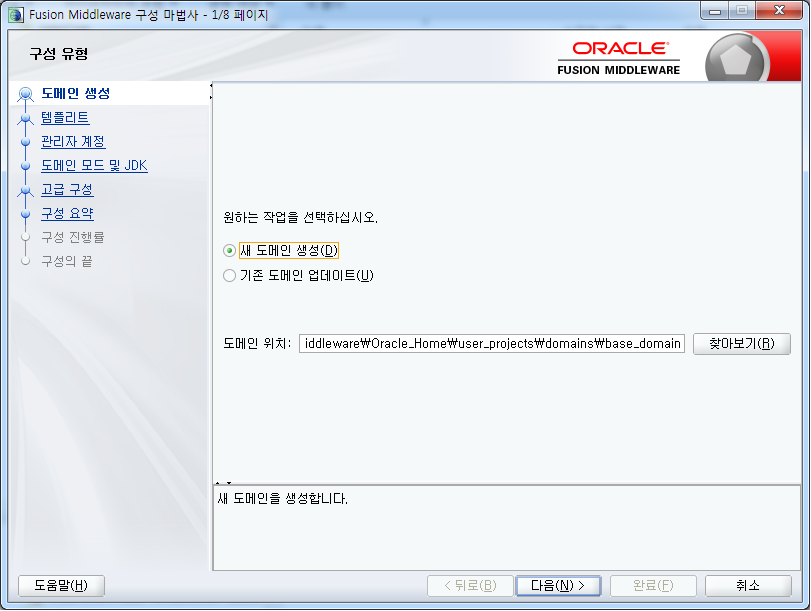 Fusion Middleware 구성 마법사 - 1/8 페이지
구성 유형
ORACLE
FUSION MIDDLEWARE
도메인 생성
템플리트
관리자 계정
도메인 모드 및 JDK
고급 구성
구성 요약
구성 진행률
구성의 끝
원하는 작업을 선택하십시오.
새 도메인 생성(D)
기존 도메인 업데이트(U)
도메인 위치: iddleware₩Oracle_Home₩user_projects₩domains₩base_domain 찾아보기(R)
새 도메인을 생성합니다.
도움말(H) < 뒤로(B) 다음(N) > 완료(F) 취소